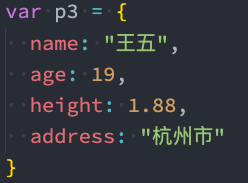 var p3 = {
  name: "王五",
  age: 19,
  height: 1.88,
  address: "杭州市"
}